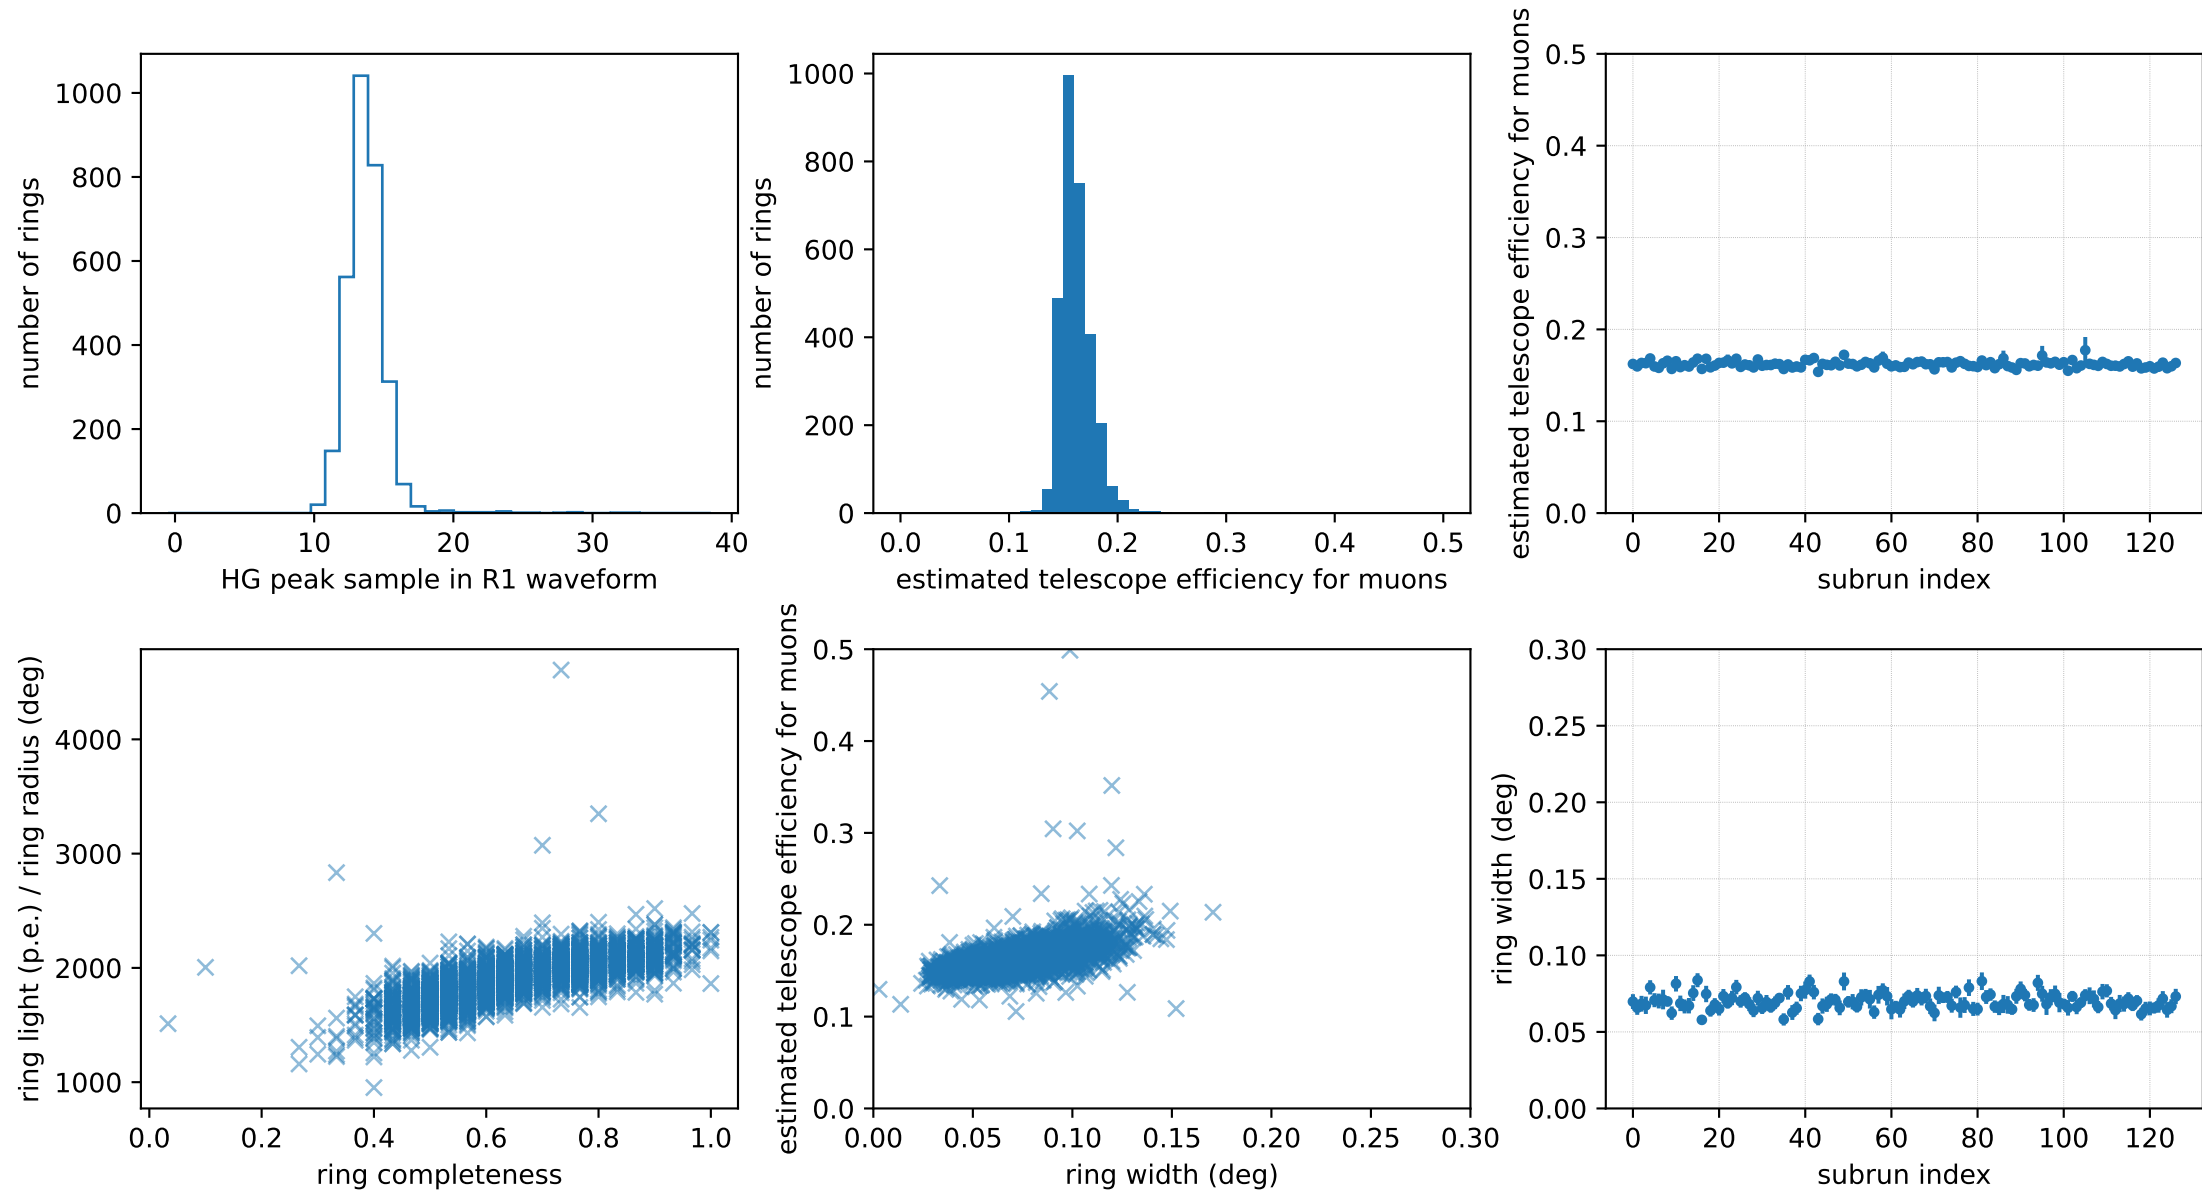 number of rings
1000
800
600
400
200
0
0 10 20 30 40
HG peak sample in R1 waveform
number of rings
1000
800
600
400
200
0
0.0 0.1 0.2 0.3 0.4 0.5
estimated telescope efficiency for muons
estimated telescope efficiency for muons
0.5
0.4
0.3
0.2
0.1
0.0
0 20 40 60 80 100 120
subrun index
ring light (p.e.) / ring radius (deg)
4000
3000
2000
1000
0.0 0.2 0.4 0.6 0.8 1.0
ring completeness
estimated telescope efficiency for muons
0.5
0.4
0.3
0.2
0.1
0.0
0.00 0.05 0.10 0.15 0.20 0.25 0.30
ring width (deg)
ring width (deg)
0.30
0.25
0.20
0.15
0.10
0.05
0.00
0 20 40 60 80 100 120
subrun index